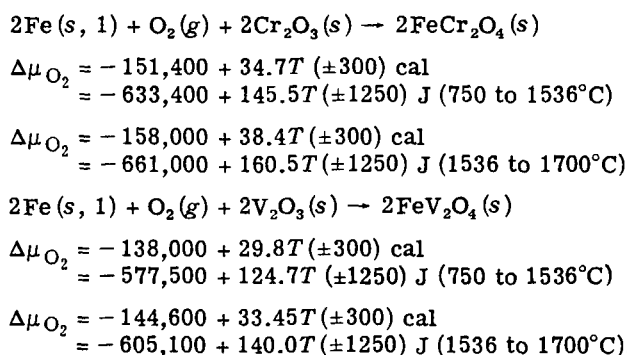 2Fe(s, 1) + O₂(g) + 2Cr₂O₃(s) → 2FeCr₂O₄(s)
Δμ_O₂ = − 151,400 + 34.7T (±300) cal
= − 633,400 + 145.5T (±1250) J (750 to 1536°C)
Δμ_O₂ = − 158,000 + 38.4T (±300) cal
= − 661,000 + 160.5T (±1250) J (1536 to 1700°C)
2Fe(s, 1) + O₂(g) + 2V₂O₃(s) → 2FeV₂O₄(s)
Δμ_O₂ = − 138,000 + 29.8T (±300) cal
= − 577,500 + 124.7T (±1250) J (750 to 1536°C)
Δμ_O₂ = − 144,600 + 33.45T (±300) cal
= − 605,100 + 140.0T (±1250) J (1536 to 1700°C)